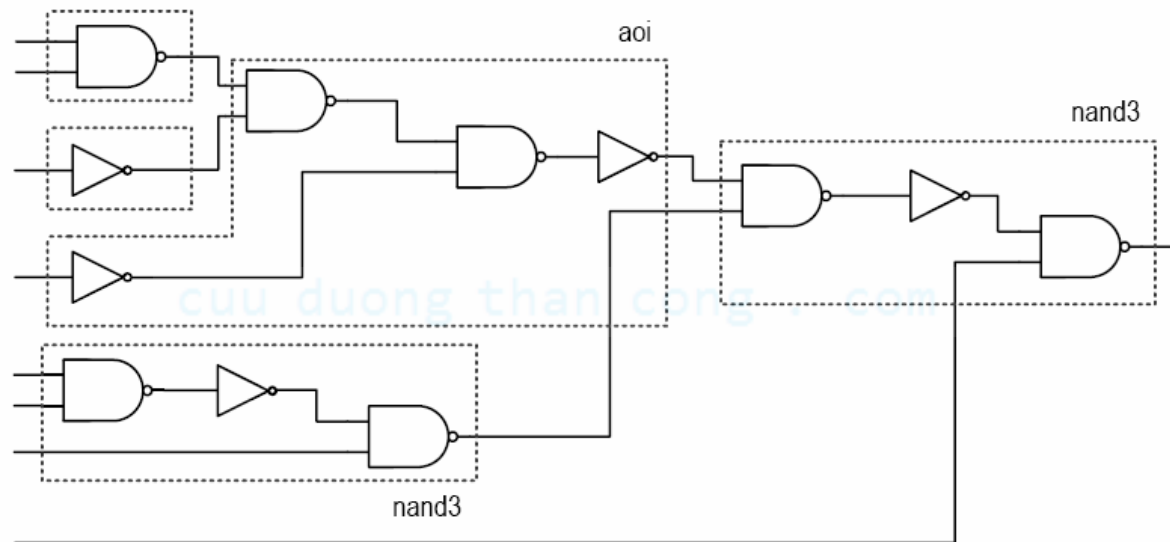 aoi
nand3
cuu duong than cong . com
nand3